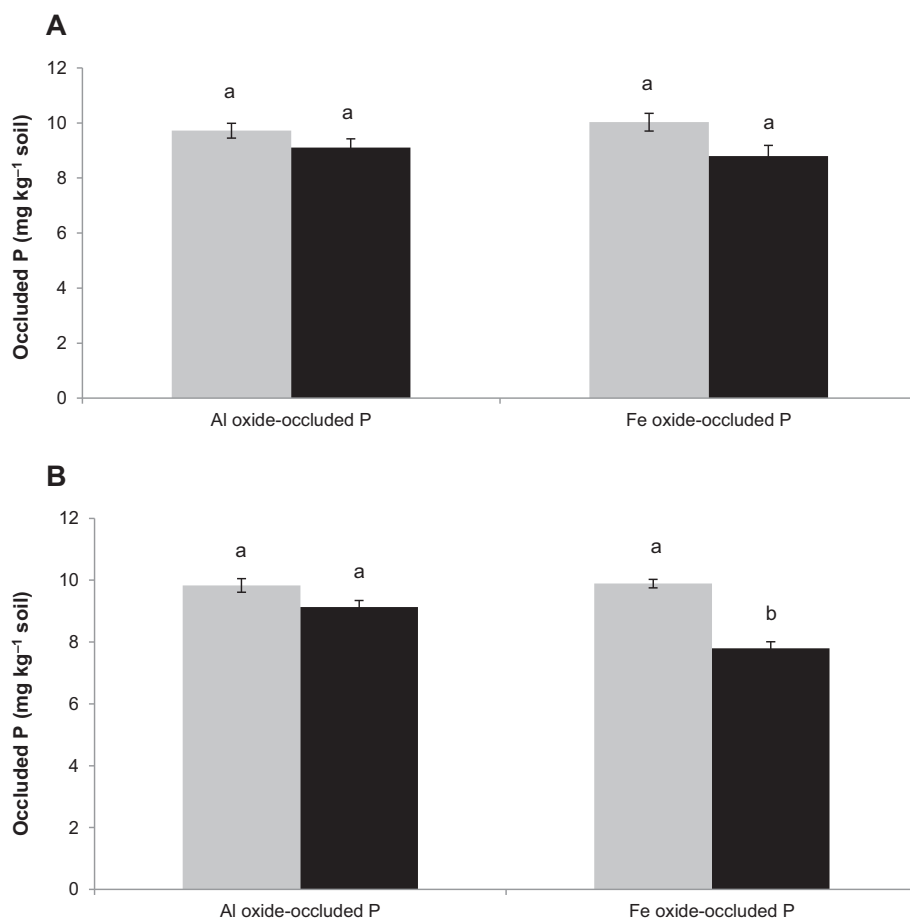 A
12
10
8
6
4
2
0
Occluded P (mg kg⁻¹ soil)
a
a
a
a
Al oxide-occluded P
Fe oxide-occluded P
B
12
10
8
6
4
2
0
Occluded P (mg kg⁻¹ soil)
a
a
a
b
Al oxide-occluded P
Fe oxide-occluded P